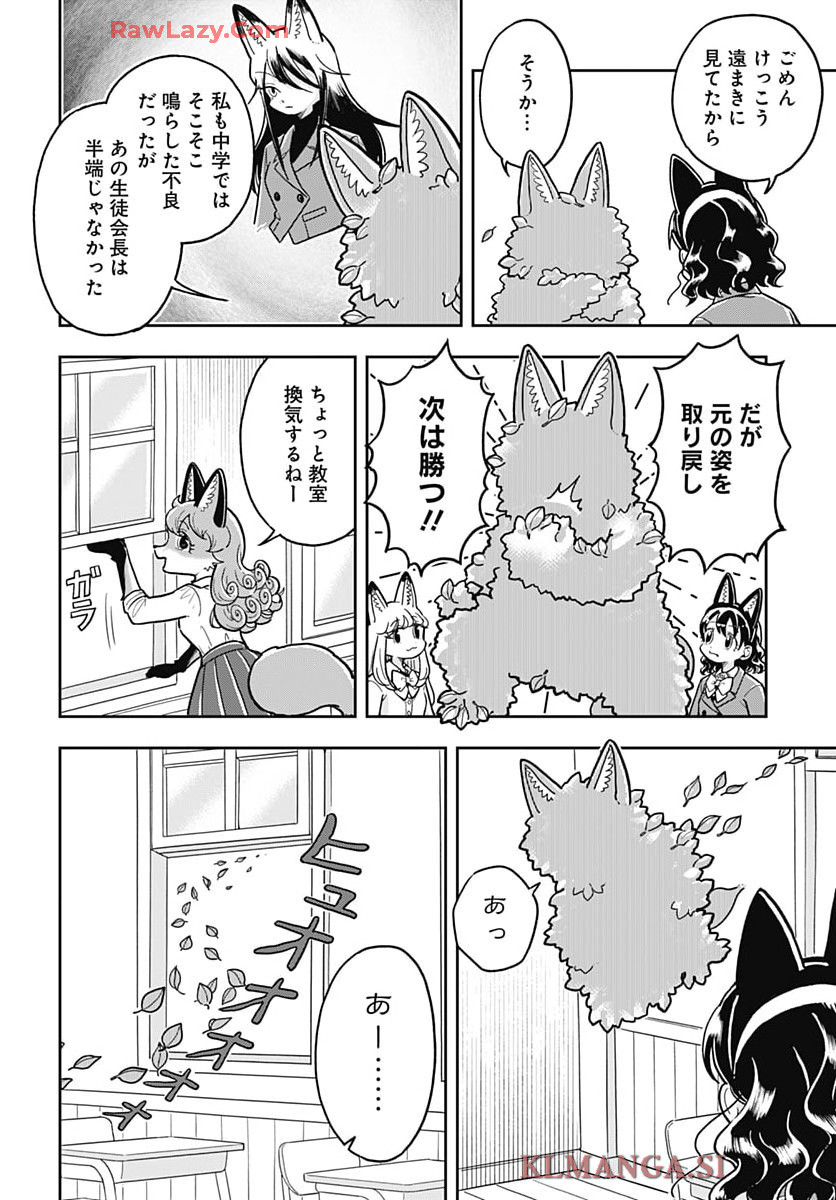 RawLazy.Com
ごめん
けっこう
遠まきに
見てたから
そうか…
私も中学では
そこそこ
鳴らした不良
だったが
あの生徒会長は
半端じゃなかった
だが
元の姿を
取り戻し
次は勝つ!!
ちょっと教室
換気するねー
ガラ
あっ
ヒュオオオオオ
あー……
KLMANGA.SI